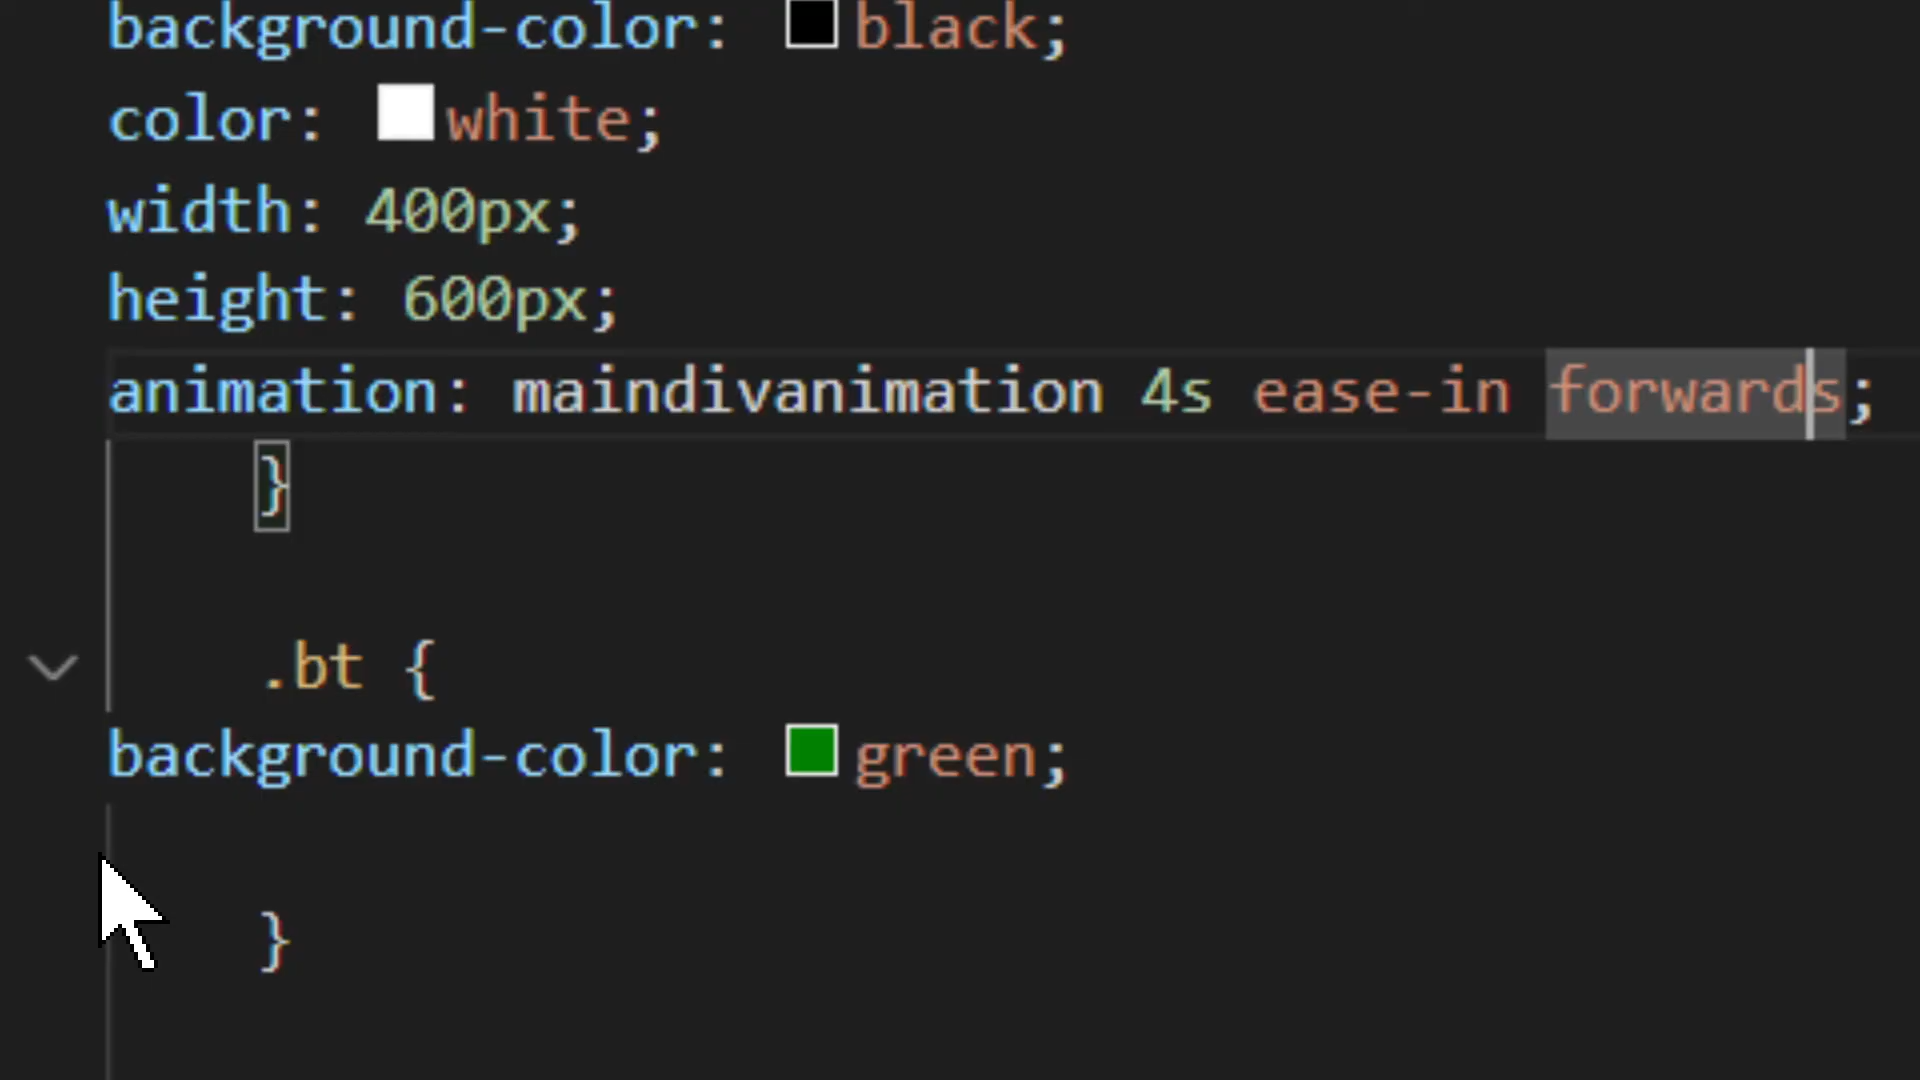 background-color: black;
color: white;
width: 400px;
height: 600px;
animation: maindivanimation 4s ease-in forwards;
}
.bt {
background-color: green;
}